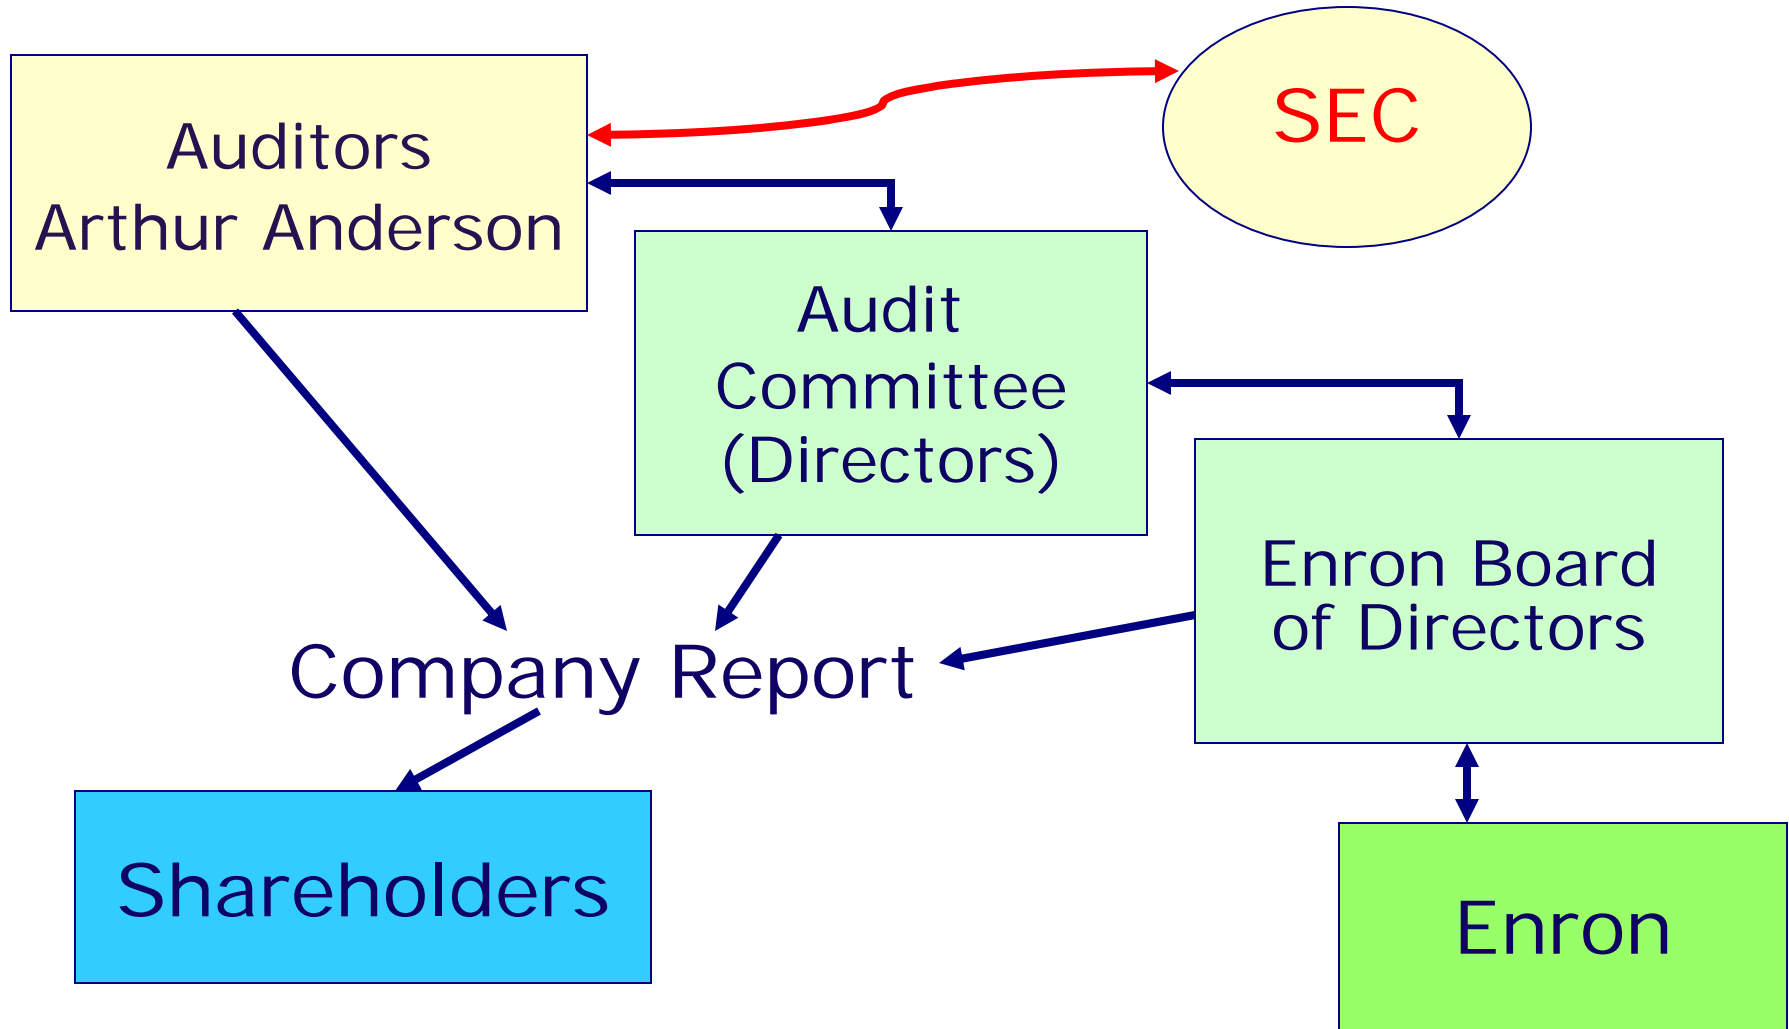 SEC
Auditors
Arthur Anderson
Audit
Committee
(Directors)
Enron Board
of Directors
Company Report
Shareholders
Enron